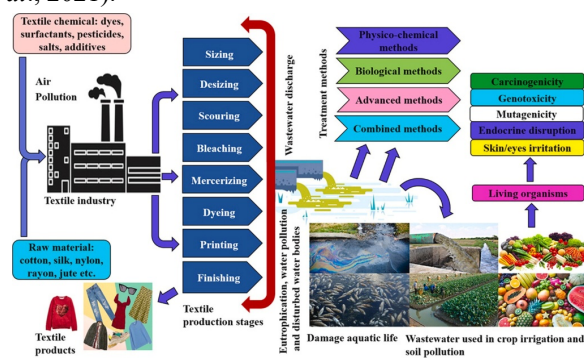 2021).
Textile chemical: dyes,
surfactants, pesticides,
salts, additives
Air
Pollution
Textile industry
Raw material:
cotton, silk, nylon,
rayon, jute etc.
Textile
products
Sizing
Desizing
Scouring
Bleaching
Mercerizing
Dyeing
Printing
Finishing
Textile
production stages
Wastewater discharge
Eutrophication, water pollution
and disturbed water bodies
Treatment methods
Physico-chemical
methods
Biological methods
Advanced methods
Combined methods
Damage aquatic life
Wastewater used in crop irrigation and
soil pollution
Carcinogenicity
Genotoxicity
Mutagenicity
Endocrine disruption
Skin/eyes irritation
Living organisms